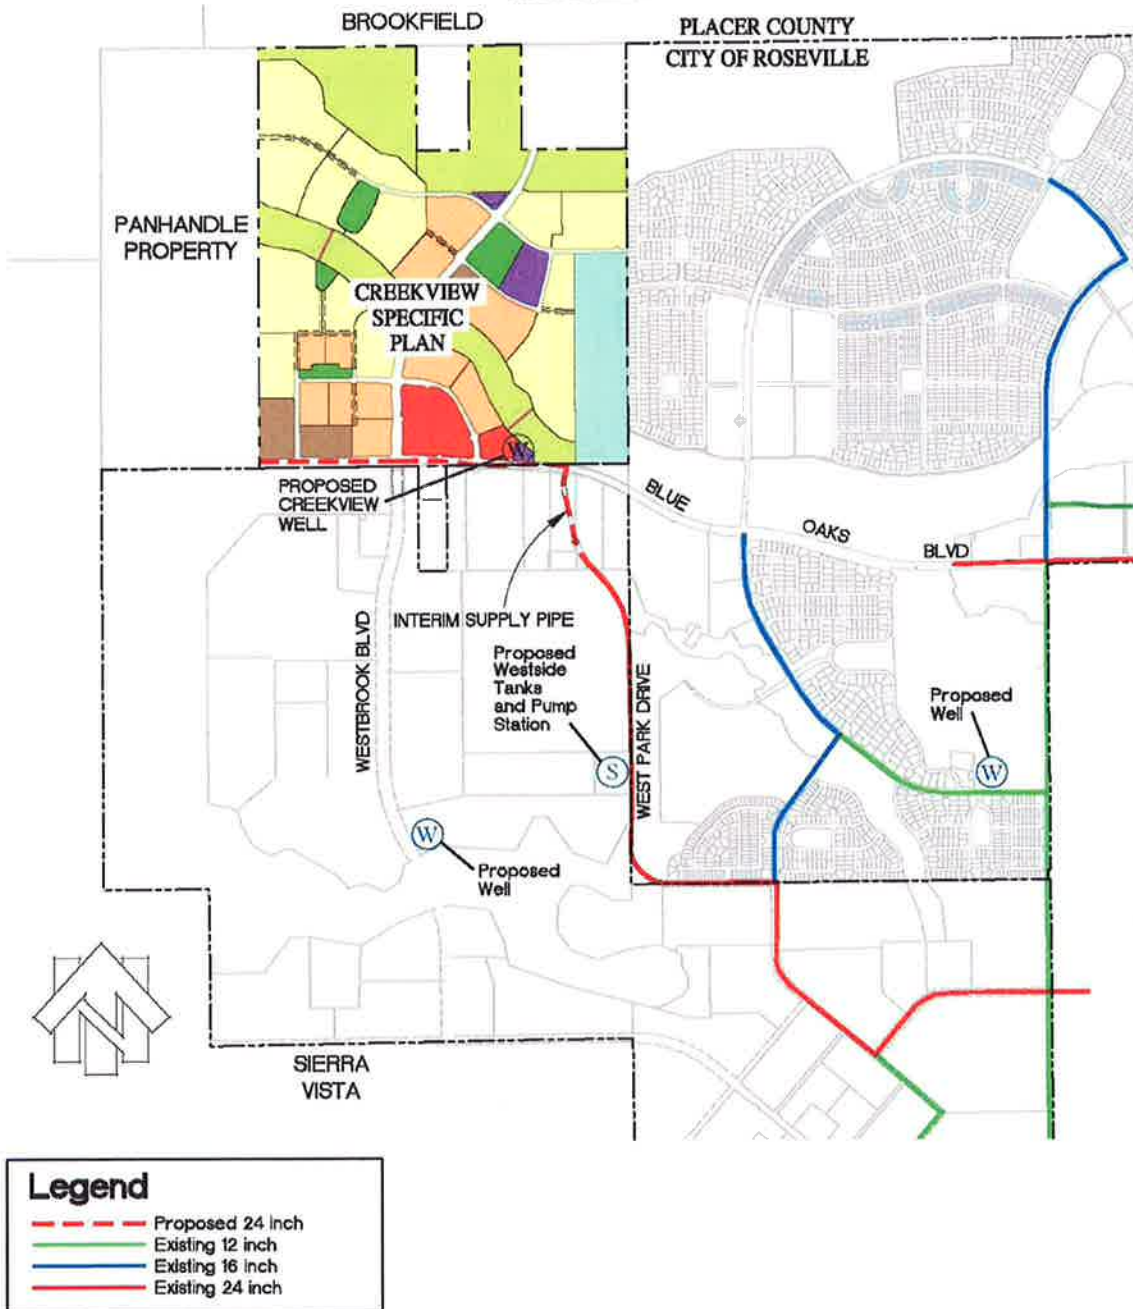 BROOKFIELD
PLACER COUNTY
CITY OF ROSEVILLE
PANHANDLE
PROPERTY
CREEKVIEW
SPECIFIC
PLAN
W
PROPOSED
CREEKVIEW
WELL
BLUE
OAKS
BLVD
INTERIM SUPPLY PIPE
WESTBROOK BLVD
Proposed
Westside
Tanks
and Pump
Station
S
WEST PARK DRIVE
Proposed
Well
W
W
Proposed
Well
N
SIERRA
VISTA
Legend
Proposed 24 inch
Existing 12 inch
Existing 16 inch
Existing 24 inch